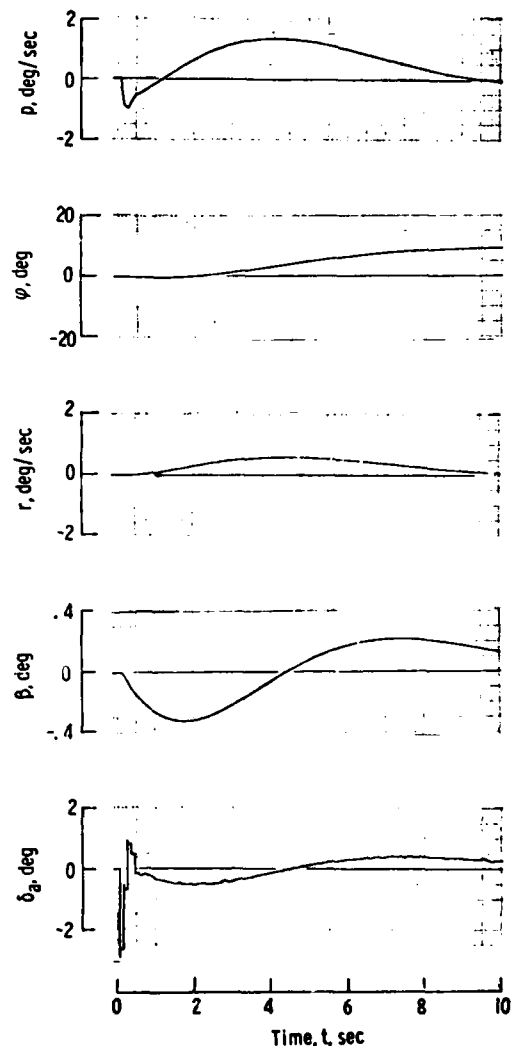 2
p, deg/sec
0
-2
20
φ, deg
0
-20
2
r, deg/sec
0
-2
.4
β, deg
0
-.4
2
δa, deg
0
-2
0 2 4 6 8 10
Time, t, sec